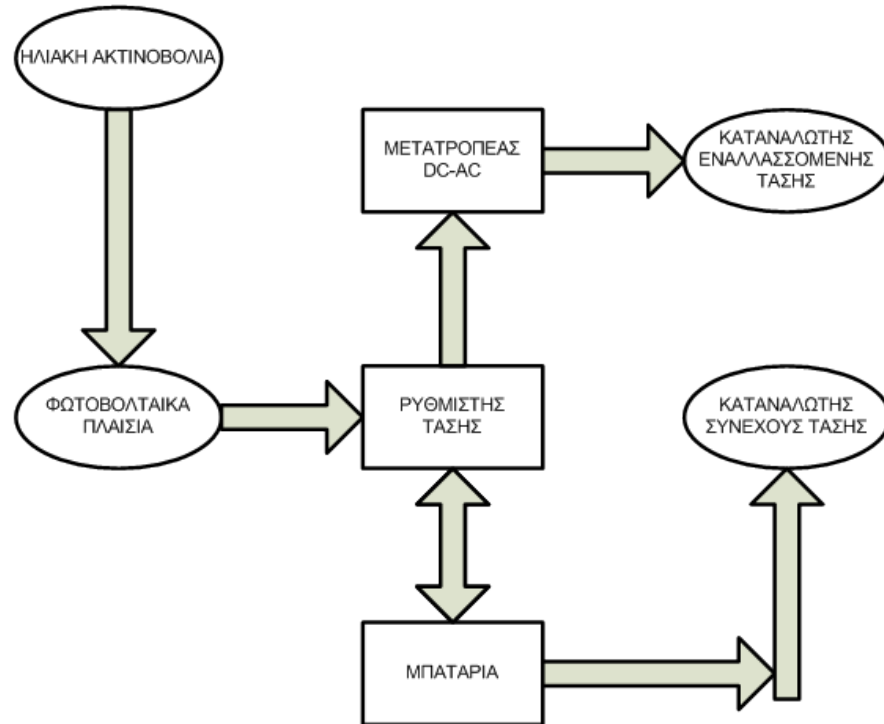 ΗΛΙΑΚΗ ΑΚΤΙΝΟΒΟΛΙΑ
ΜΕΤΑΤΡΟΠΕΑΣ
DC-AC
ΚΑΤΑΝΑΛΩΤΗΣ
ΕΝΑΛΛΑΣΣΟΜΕΝΗΣ
ΤΑΣΗΣ
ΦΩΤΟΒΟΛΤΑΙΚΑ
ΠΛΑΙΣΙΑ
ΡΥΘΜΙΣΤΗΣ
ΤΑΣΗΣ
ΚΑΤΑΝΑΛΩΤΗΣ
ΣΥΝΕΧΟΥΣ ΤΑΣΗΣ
ΜΠΑΤΑΡΙΑ